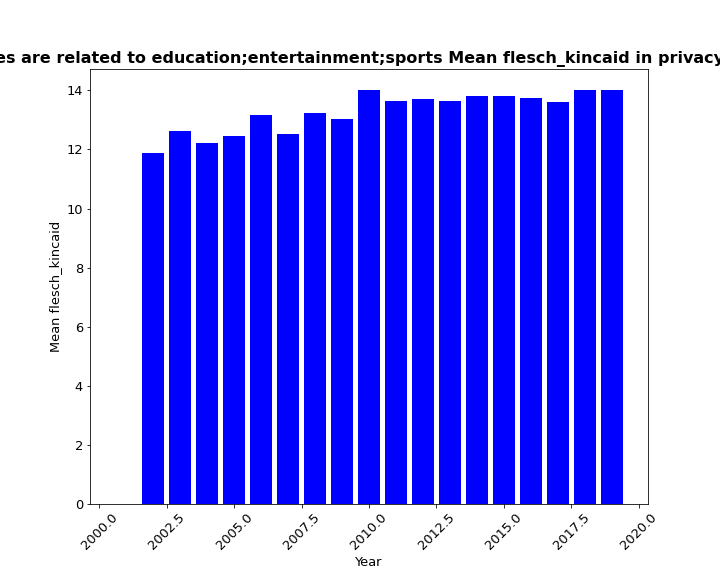 es are related to education;entertainment;sports Mean flesch_kincaid in privacy
14
12
10
8
6
4
2
0
Mean flesch_kincaid
2000.0 2002.5 2005.0 2007.5 2010.0 2012.5 2015.0 2017.5 2020.0
Year